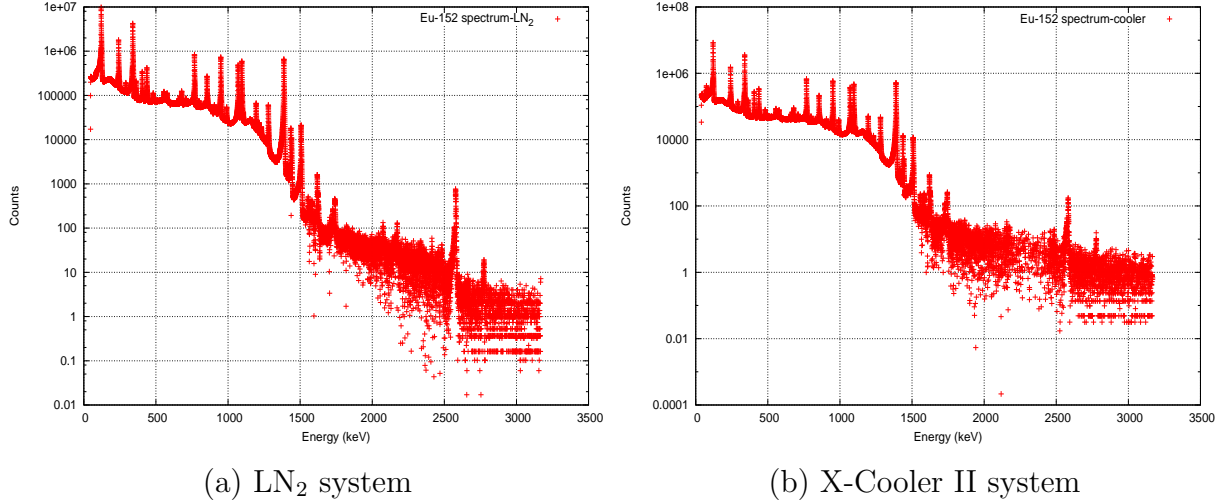 1e+07
1e+06
100000
10000
1000
100
10
1
0.1
0.01
0 500 1000 1500 2000 2500 3000 3500
Counts
Energy (keV)
Eu-152 spectrum-LN2
(a) LN2 system
1e+08
1e+06
10000
100
1
0.01
0.0001
0 500 1000 1500 2000 2500 3000 3500
Counts
Energy (keV)
Eu-152 spectrum-cooler
(b) X-Cooler II system